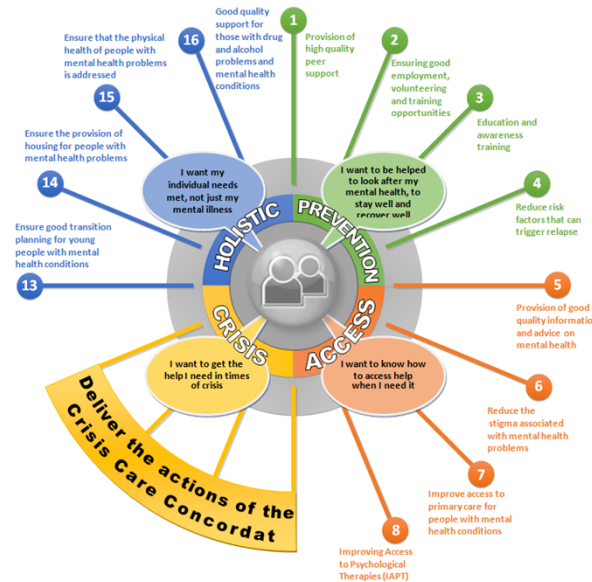 1
Provision of
high quality
peer
support
2
Ensuring good
employment,
volunteering
and training
opportunities
3
Education and
awareness
training
4
Reduce risk
factors that can
trigger relapse
5
Provision of good
quality information
and advice on
mental health
6
Reduce the
stigma associated
with mental health
problems
7
Improve access to
primary care for
people with mental
health conditions
8
Improving Access
to Psychological
Therapies (IAPT)
Deliver the actions of the
Crisis Care Concordat
13
Ensure good transition
planning for young
people with mental
health conditions
14
Ensure the provision of
housing for people with
mental health problems
15
Ensure that the physical
health of people with
mental health problems
is addressed
16
Good quality
support for
those with drug
and alcohol
problems and
mental health
conditions
HOLISTIC
I want my
individual needs
met, not just my
mental illness
PREVENTION
I want to be helped
to look after my
mental health, to
stay well and
recover well
CRISIS
I want to get the
help I need in times
of crisis
ACCESS
I want to know how
to access help
when I need it